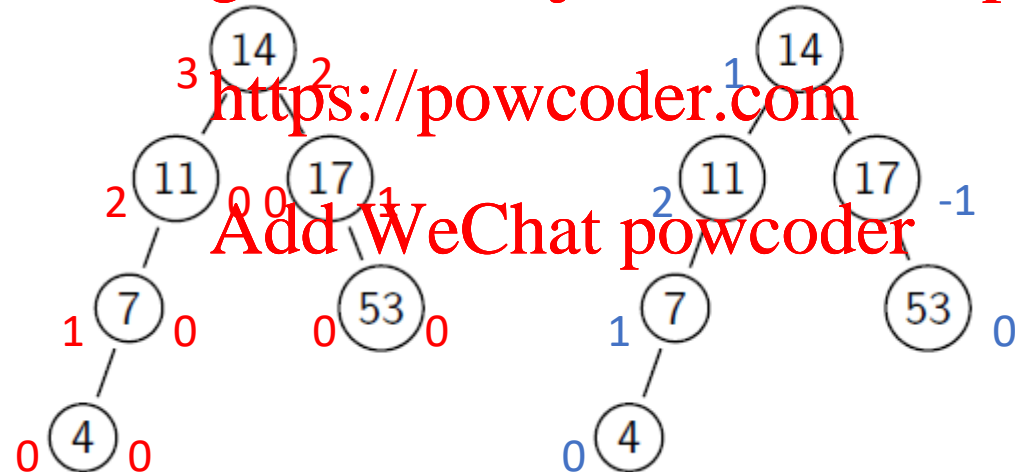 14 14
3 2 1
https://powcoder.com
11 17 11 17
2 0 0 1 2 -1
Add WeChat powcoder
7 53 7 53
1 0 0 0 1 0
4 4
0 0 0